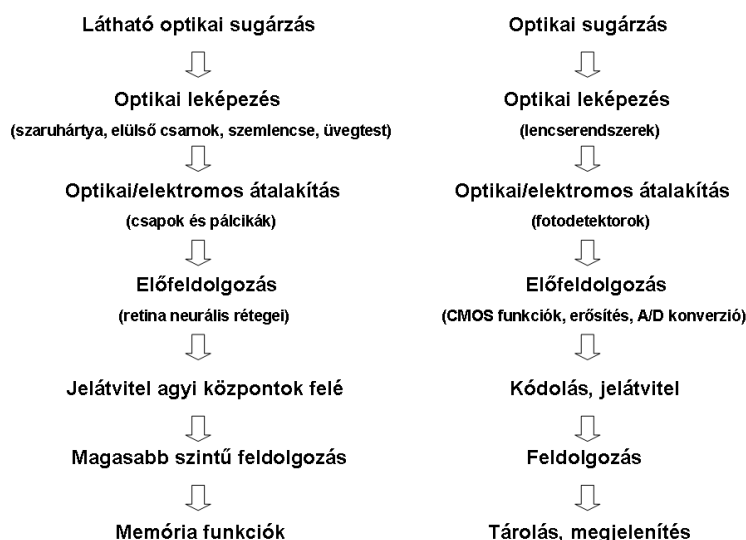 Látható optikai sugárzás
Optikai leképezés
(szaruhártya, elülső csarnok, szemlencse, üvegtest)
Optikai/elektromos átalakítás
(csapok és pálcikák)
Előfeldolgozás
(retina neurális rétegei)
Jelátvitel agyi központok felé
Magasabb szintű feldolgozás
Memória funkciók
Optikai sugárzás
Optikai leképezés
(lencserendszerek)
Optikai/elektromos átalakítás
(fotodetektorok)
Előfeldolgozás
(CMOS funkciók, erősítés, A/D konverzió)
Kódolás, jelátvitel
Feldolgozás
Tárolás, megjelenítés